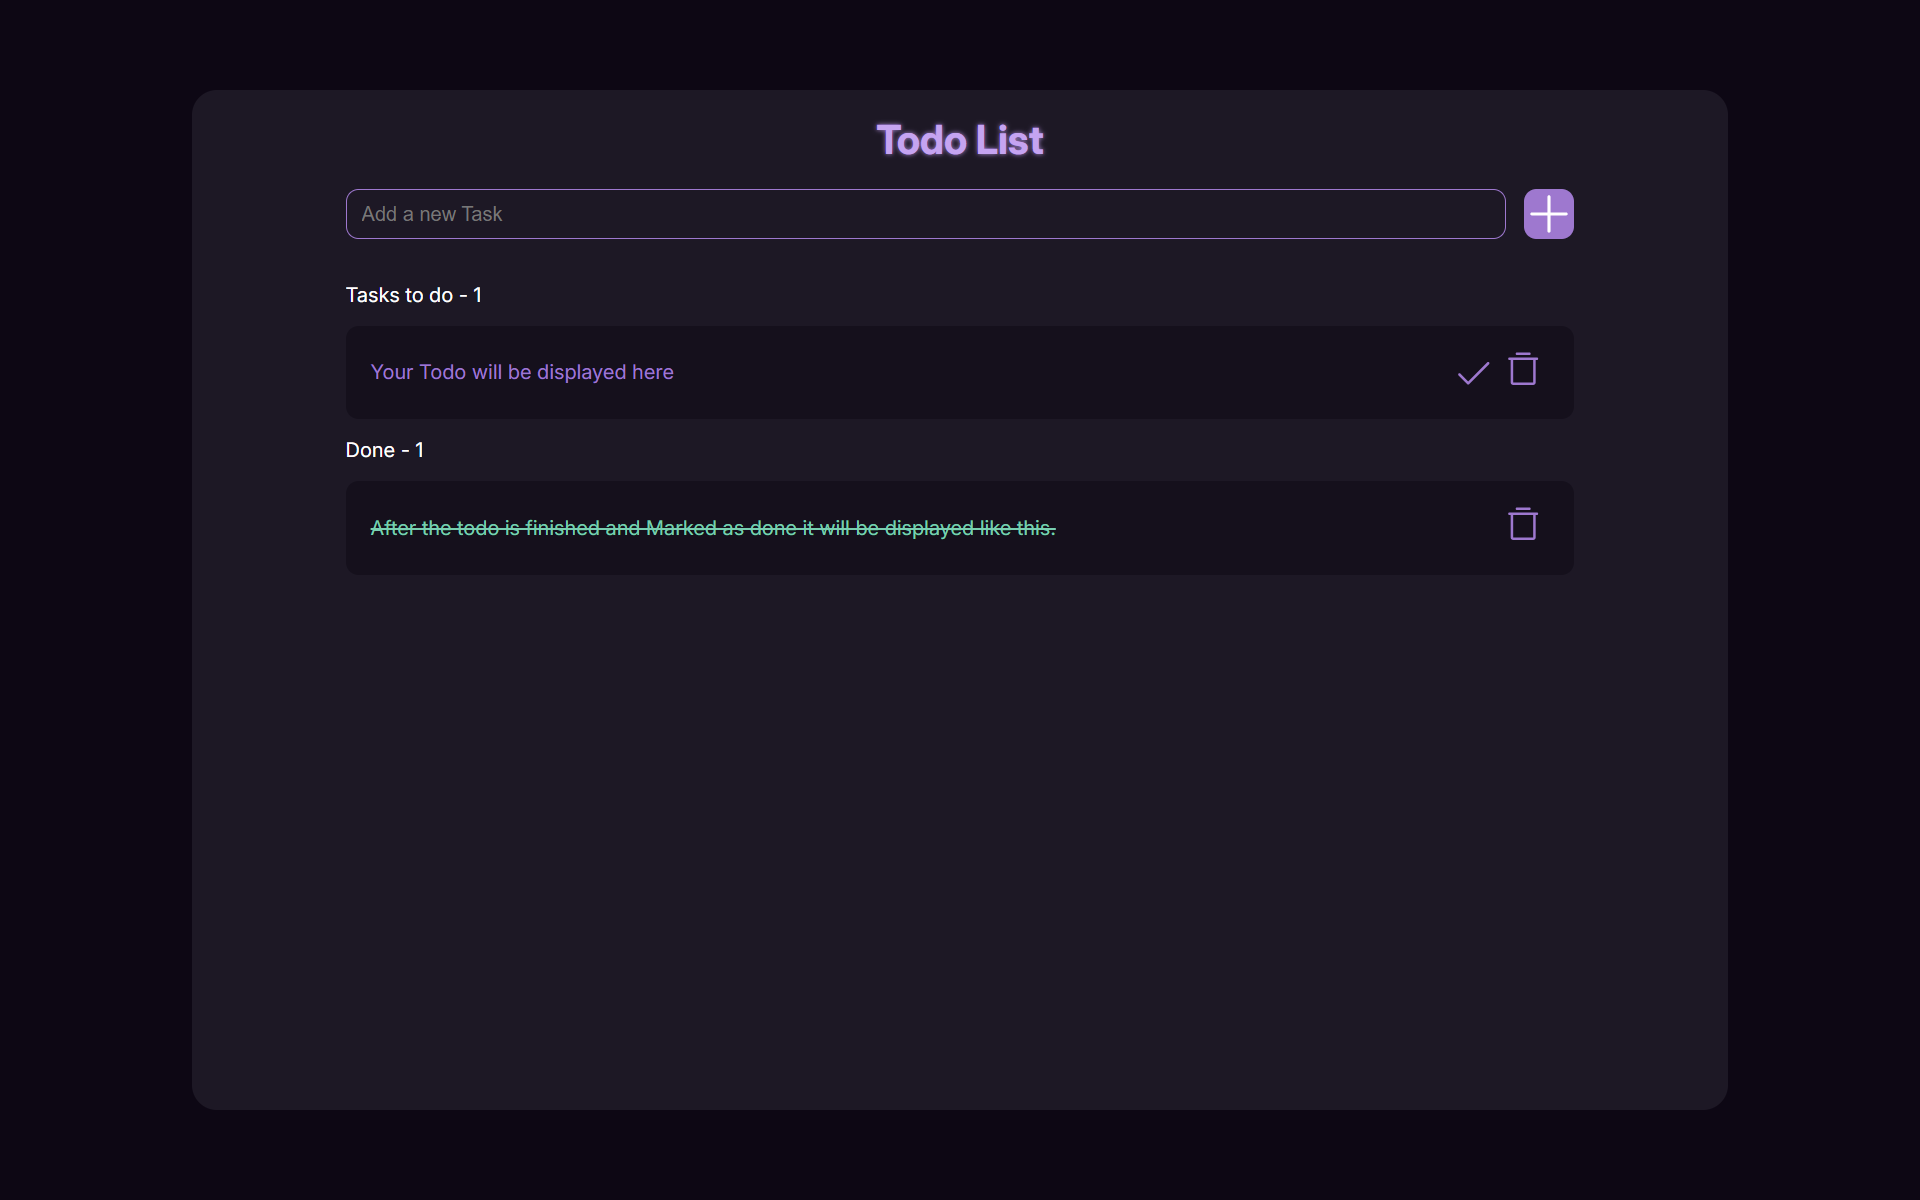 Todo List
Add a new Task
Tasks to do - 1
Your Todo will be displayed here
Done - 1
After the todo is finished and Marked as done it will be displayed like this.